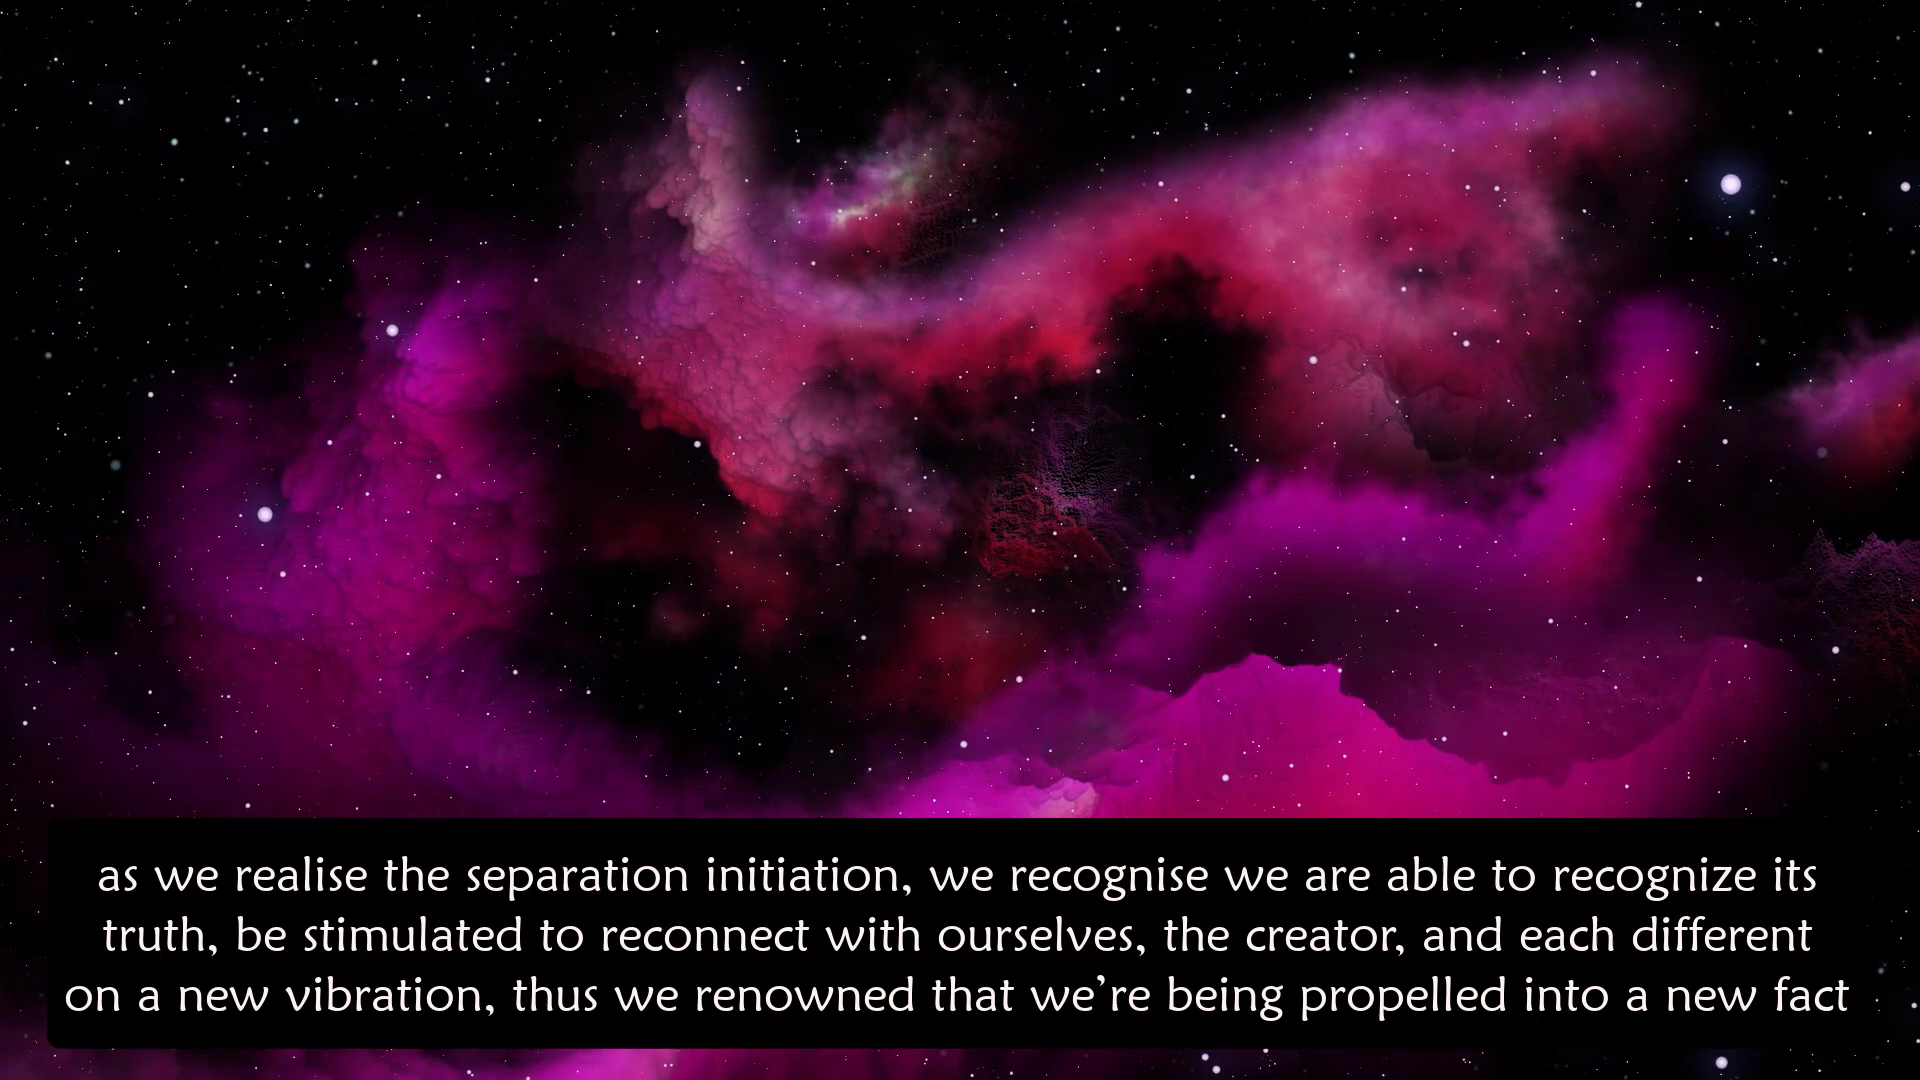 as we realise the separation initiation, we recognise we are able to recognize its
truth, be stimulated to reconnect with ourselves, the creator, and each different
on a new vibration, thus we renowned that we’re being propelled into a new fact